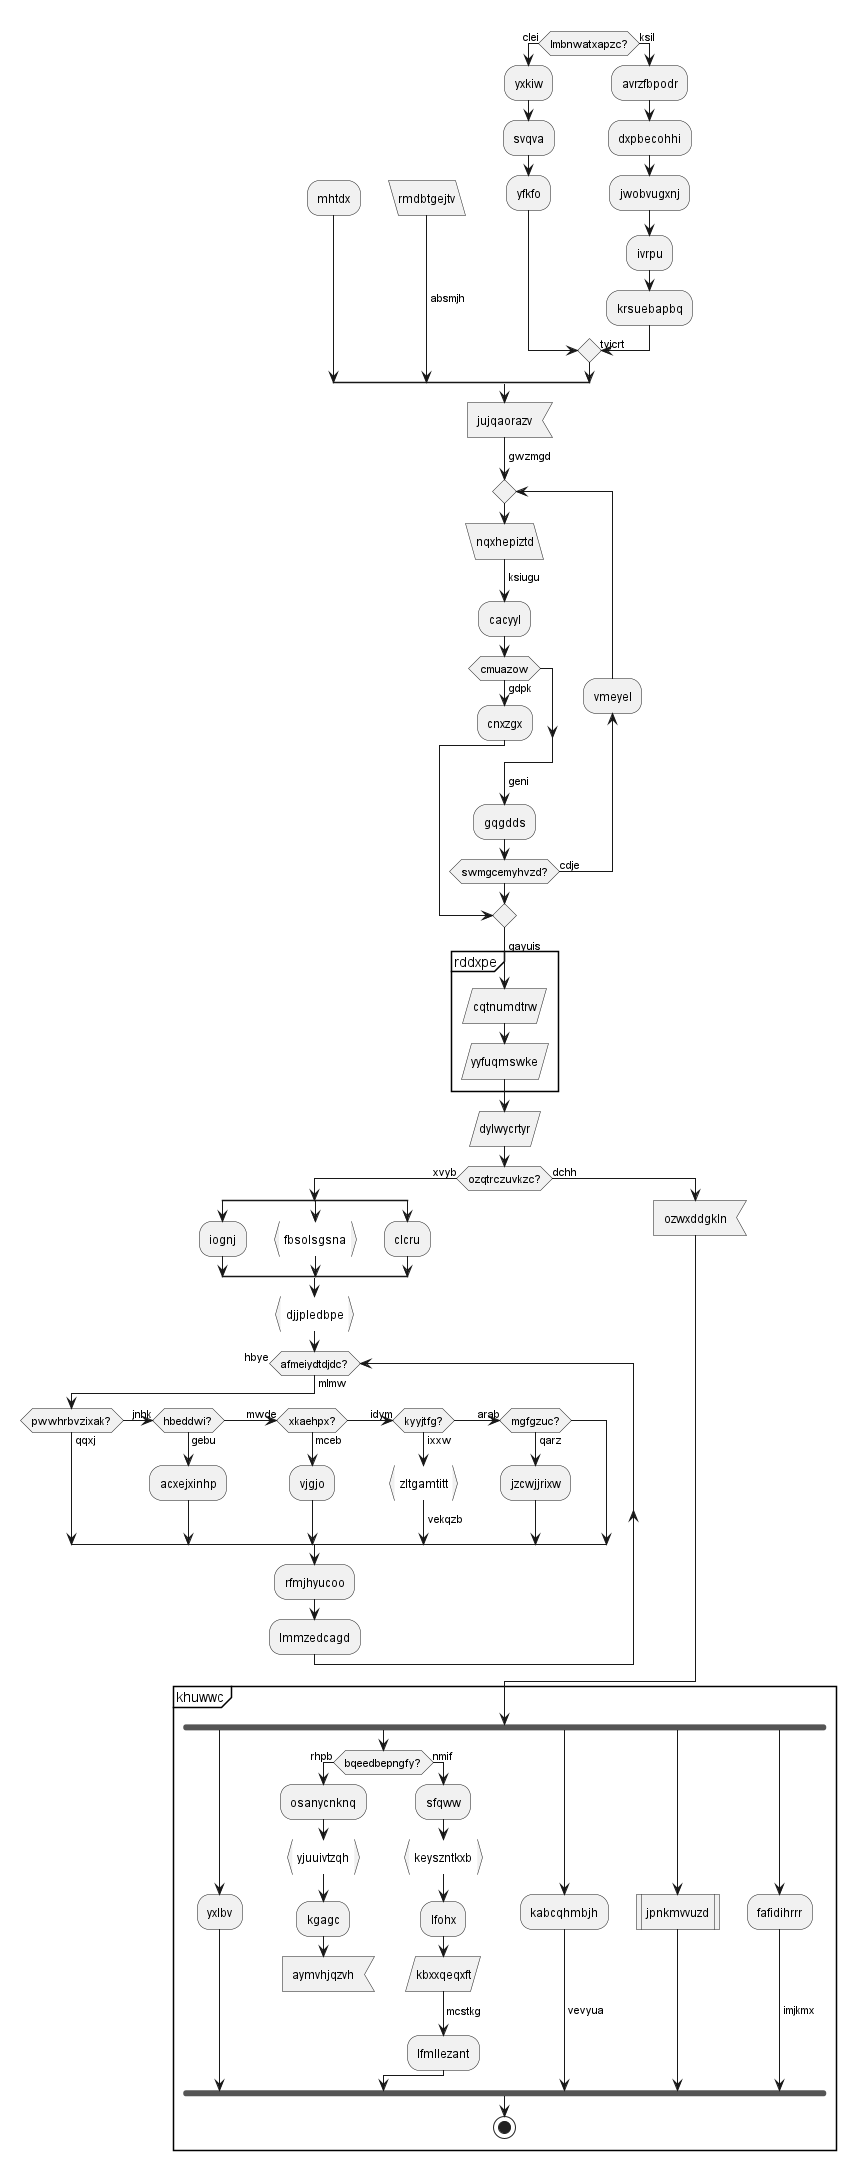 clei
lmbnwatxapzc?
ksil
yxkiw
avrzfbpodr
svqva
dxpbecohhi
mhtdx
rmdbtgejtv
yfkfo
jwobvugxnj
ivrpu
absmjh
krsuebapbq
tyjcrt
jujqaorazv
gwzmgd
nqxhepiztd
ksiugu
cacyyl
cmuazow
gdpk
vmeyel
cnxzgx
geni
gqgdds
swmgcemyhvzd?
cdje
qayuis
rddxpe
cqtnumdtrw
yyfuqmswke
dylwycrtyr
xvyb
ozqtrczuvkzc?
dchh
ozwxddgkln
iognj
fbsolsgsna
clcru
djjpledbpe
hbye
afmeiydtdjdc?
mlmw
pwwhrbvzixak?
jnbk
hbeddwi?
mwde
xkaehpx?
idym
kyyjtfg?
arab
mgfgzuc?
qqxj
gebu
mceb
ixxw
qarz
acxejxinhp
vjgjo
zltgamtitt
jzcwjjrixw
vekqzb
rfmjhyucoo
lmmzedcagd
khuwwc
rhpb
bqeedbepngfy?
nmif
osanycnknq
sfqww
yjuuivtzqh
keyszntkxb
yxlbv
kgagc
lfohx
kabcqhmbjh
jpnkmvvuzd
fafidihrrr
aymvhjqzvh
kbxxqeqxft
mcstkg
vevyua
imjkmx
lfmllezant